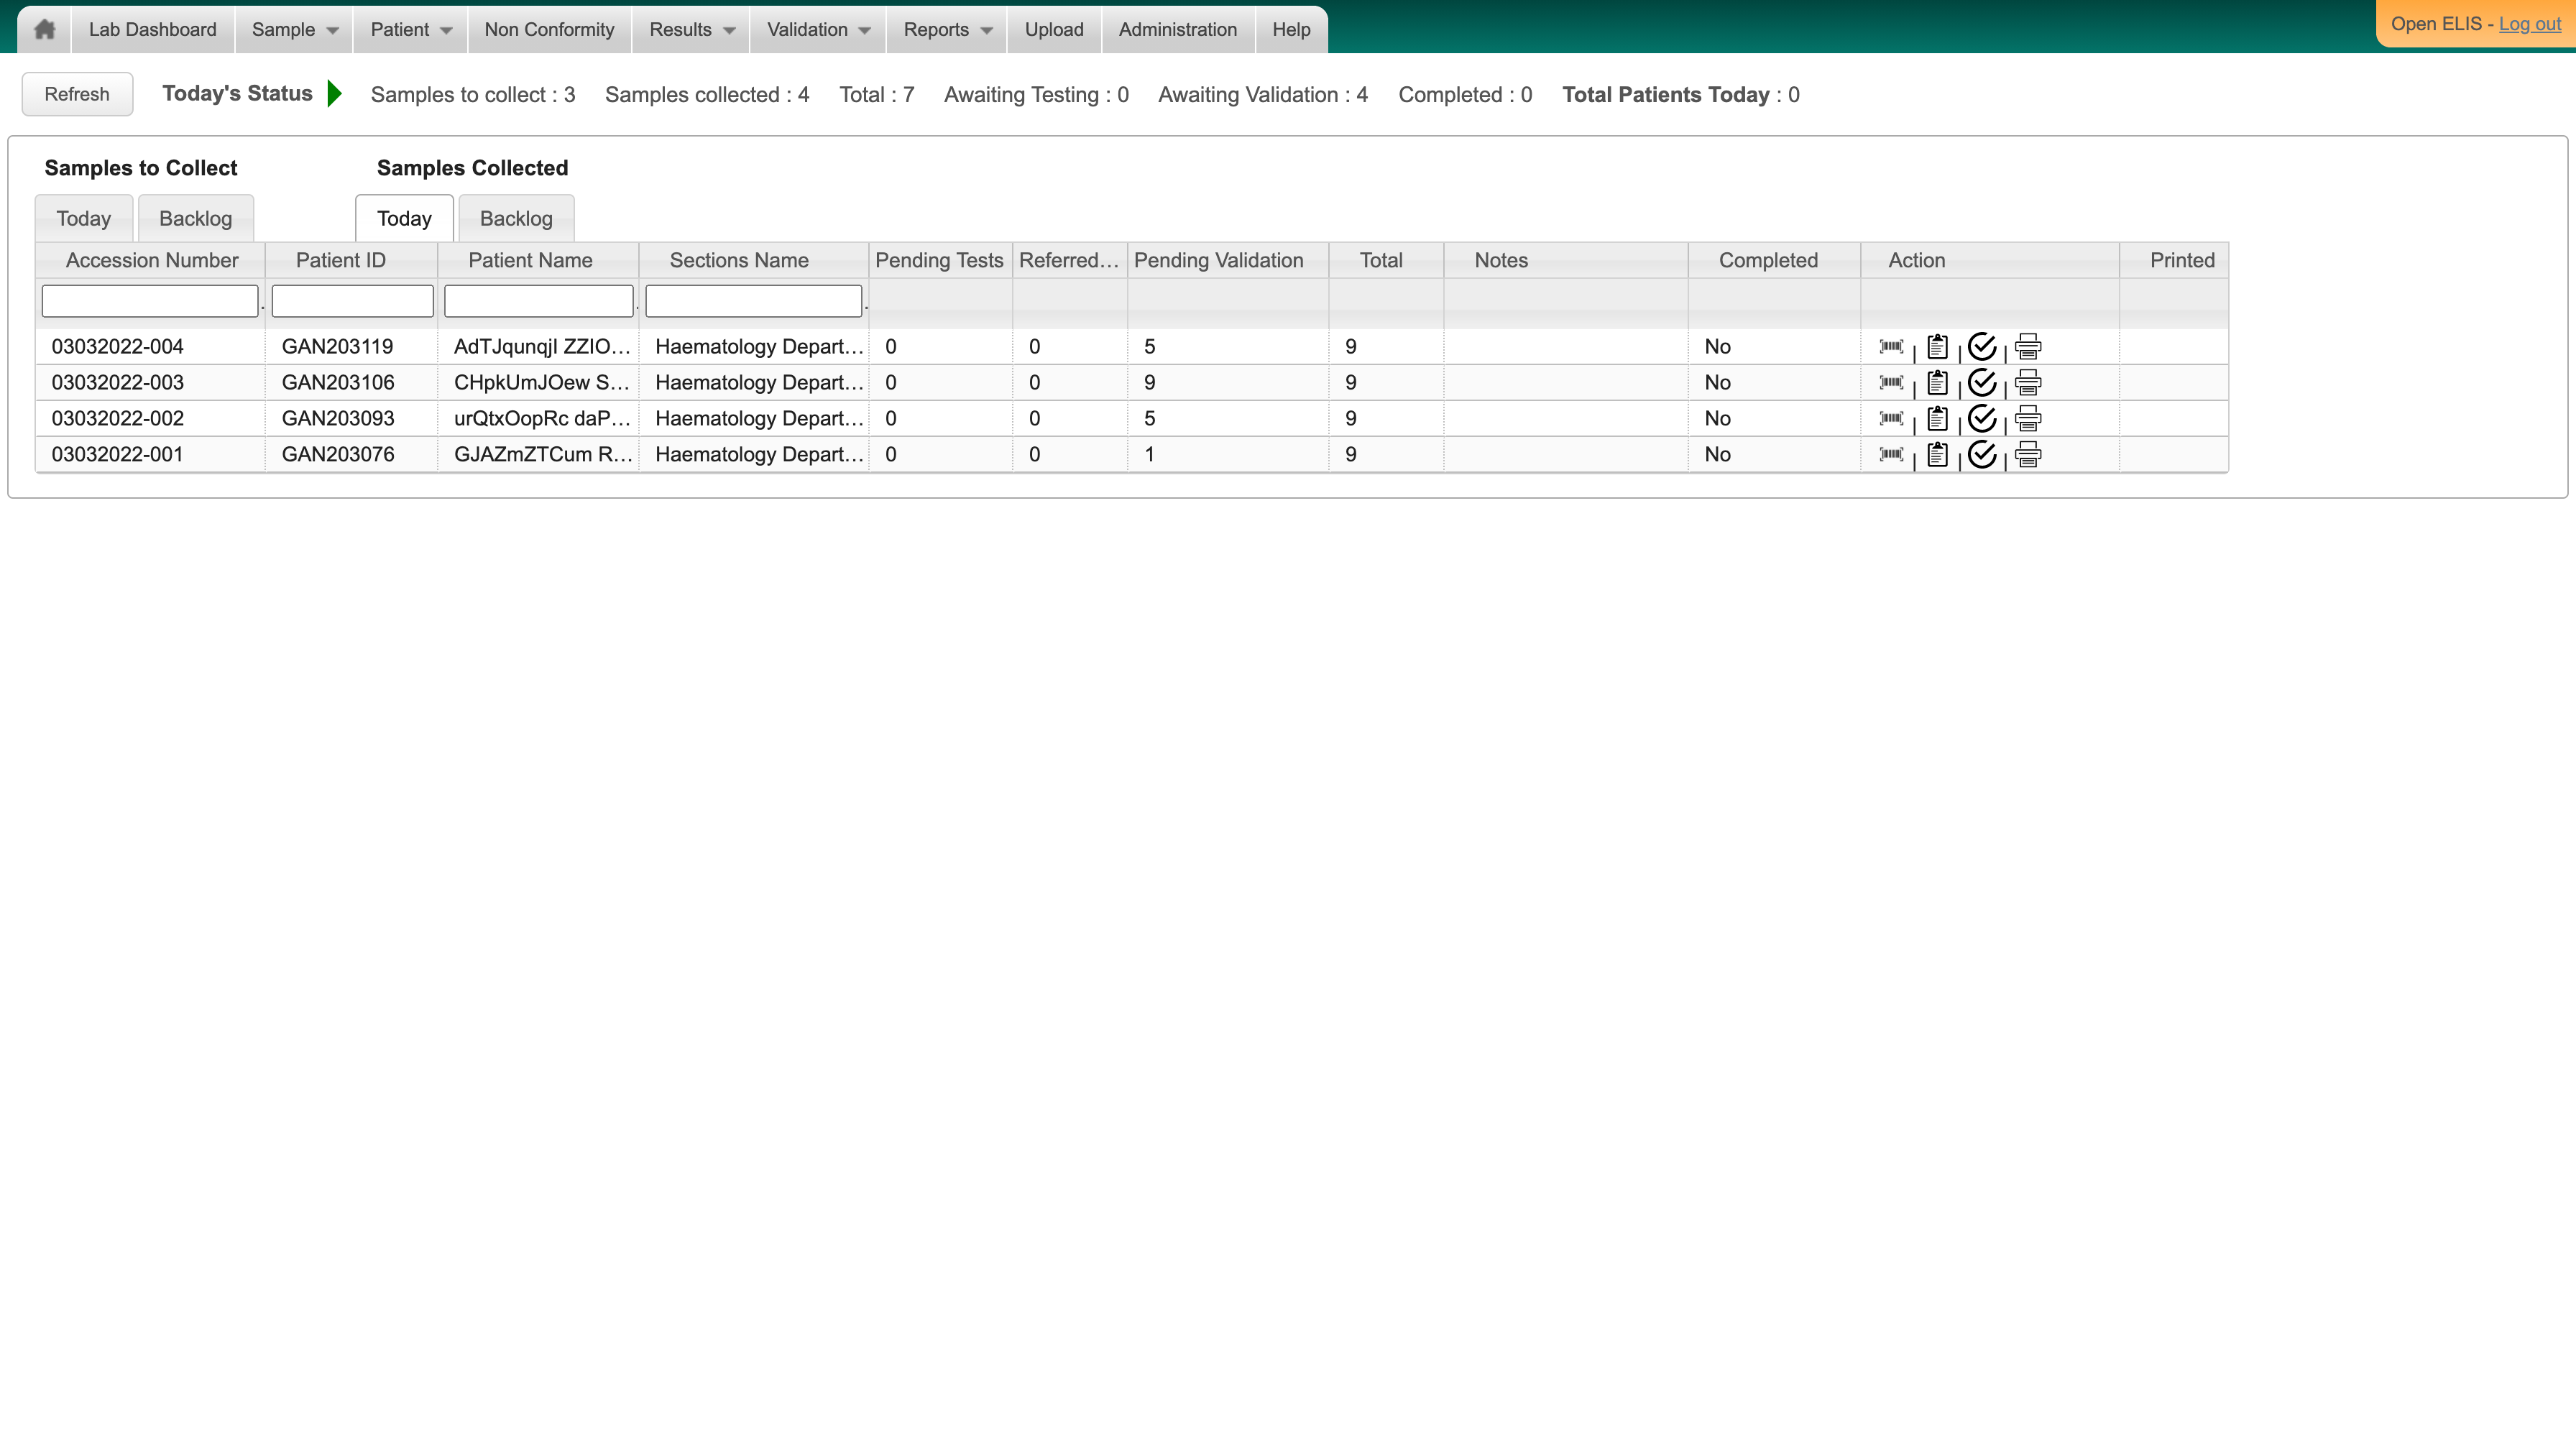 Lab Dashboard Sample Patient Non Conformity Results Validation Reports Upload Administration Help Open ELIS - Log out
Refresh Today's Status Samples to collect : 3 Samples collected : 4 Total : 7 Awaiting Testing : 0 Awaiting Validation : 4 Completed : 0 Total Patients Today : 0
Samples to Collect Samples Collected
Today Backlog Today Backlog
Accession Number Patient ID Patient Name Sections Name Pending Tests Referred... Pending Validation Total Notes Completed Action Printed
03032022-004 GAN203119 AdTJqunqjI ZZIO... Haematology Depart... 0 0 5 9 No
03032022-003 GAN203106 CHpkUmJOew S... Haematology Depart... 0 0 9 9 No
03032022-002 GAN203093 urQtxOopRc daP... Haematology Depart... 0 0 5 9 No
03032022-001 GAN203076 GJAZmZTCum R... Haematology Depart... 0 0 1 9 No